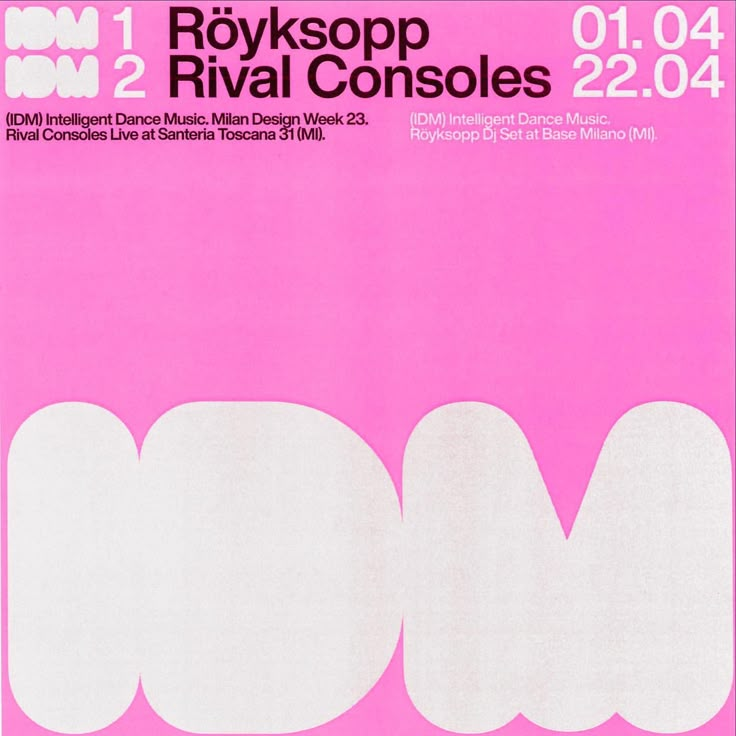 IDM 1 Röyksopp 01.04
IDM 2 Rival Consoles 22.04
(IDM) Intelligent Dance Music. Milan Design Week 23.
Rival Consoles Live at Santeria Toscana 31 (MI).
(IDM) Intelligent Dance Music.
Röyksopp Dj Set at Base Milano (MI).
IDM